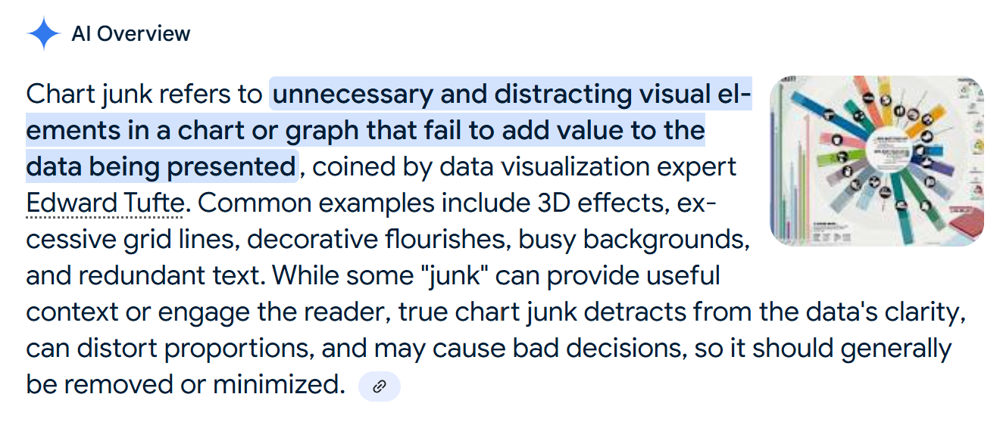 AI Overview
Chart junk refers to unnecessary and distracting visual el-
ements in a chart or graph that fail to add value to the
data being presented, coined by data visualization expert
Edward Tufte. Common examples include 3D effects, ex-
cessive grid lines, decorative flourishes, busy backgrounds,
and redundant text. While some "junk" can provide useful
context or engage the reader, true chart junk detracts from the data's clarity,
can distort proportions, and may cause bad decisions, so it should generally
be removed or minimized.